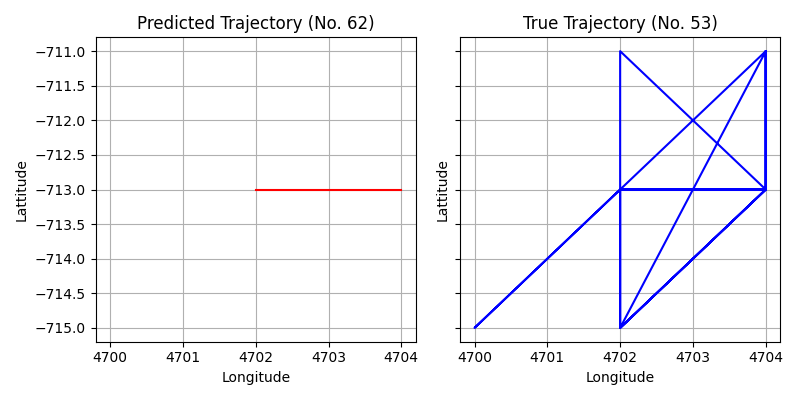 Predicted Trajectory (No. 62)
−711.0
−711.5
−712.0
−712.5
−713.0
−713.5
−714.0
−714.5
−715.0
Lattitude
4700 4701 4702 4703 4704
Longitude
True Trajectory (No. 53)
Lattitude
4700 4701 4702 4703 4704
Longitude